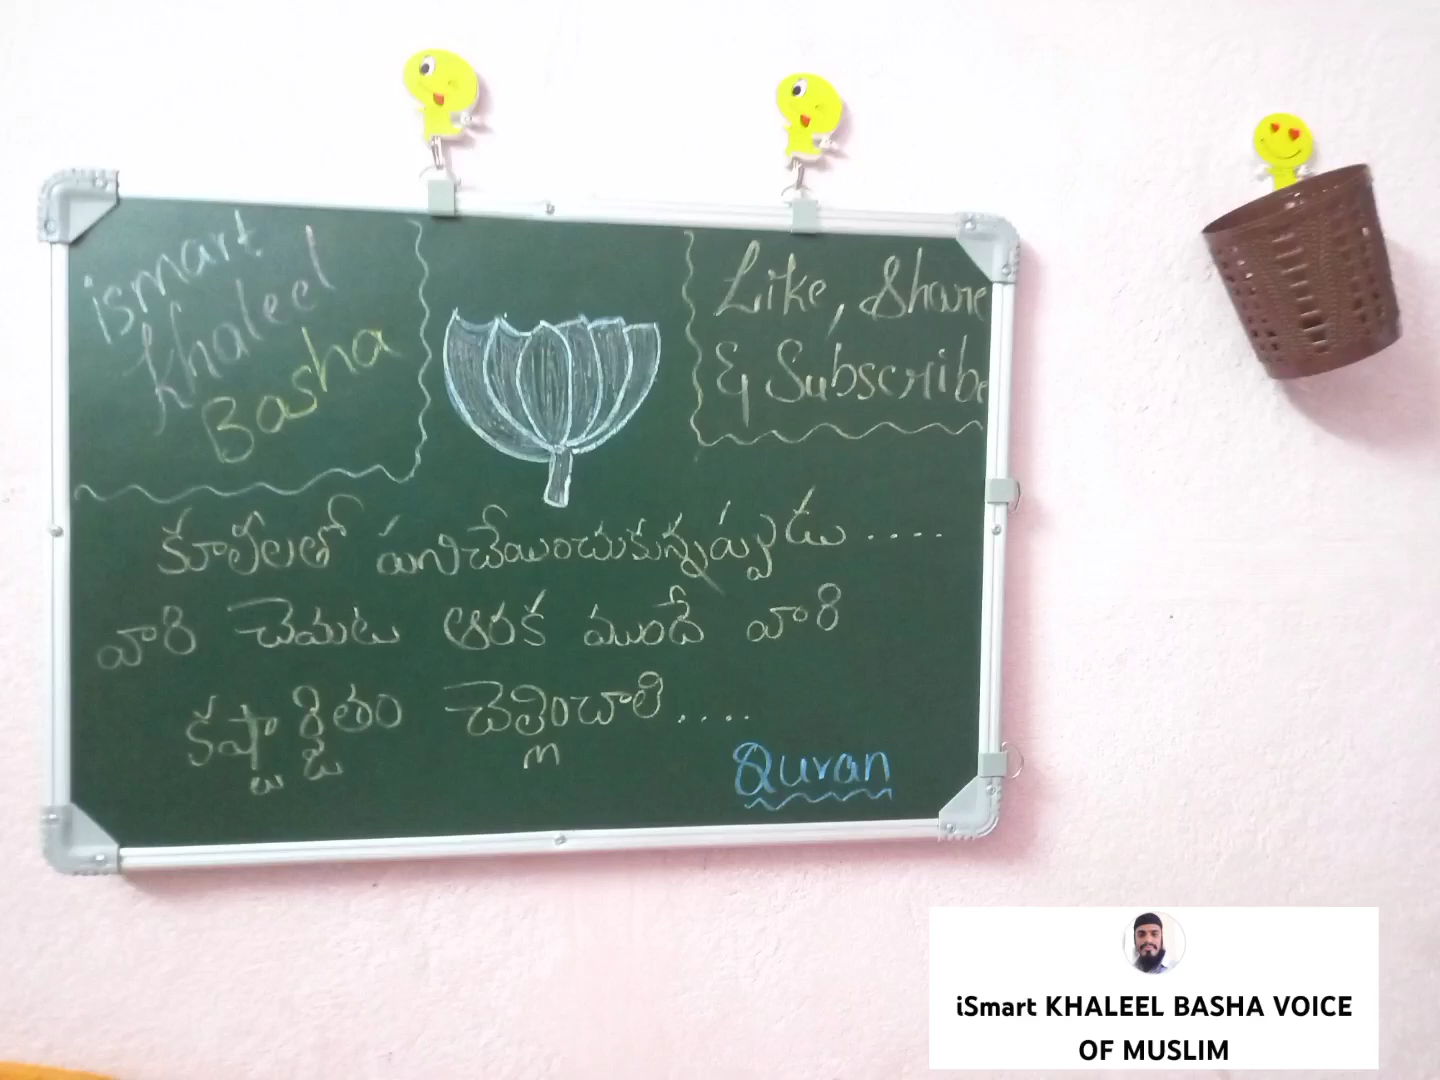 ismart
Khaleel
Basha
Like, Share
& Subscribe
కూలీలతో పనిచేయించుకున్నప్పుడు ....
వారి చెమటు ఆరక ముందే వారి
కష్టార్జితం చెల్లించాలి ....
Quran
iSmart KHALEEL BASHA VOICE
OF MUSLIM